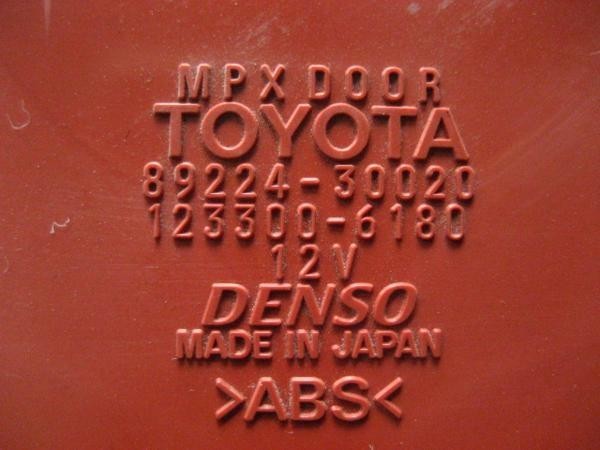 MPX DOOR
TOYOTA
89224-30020
123300-6180
12V
DENSO
MADE IN JAPAN
>ABS<